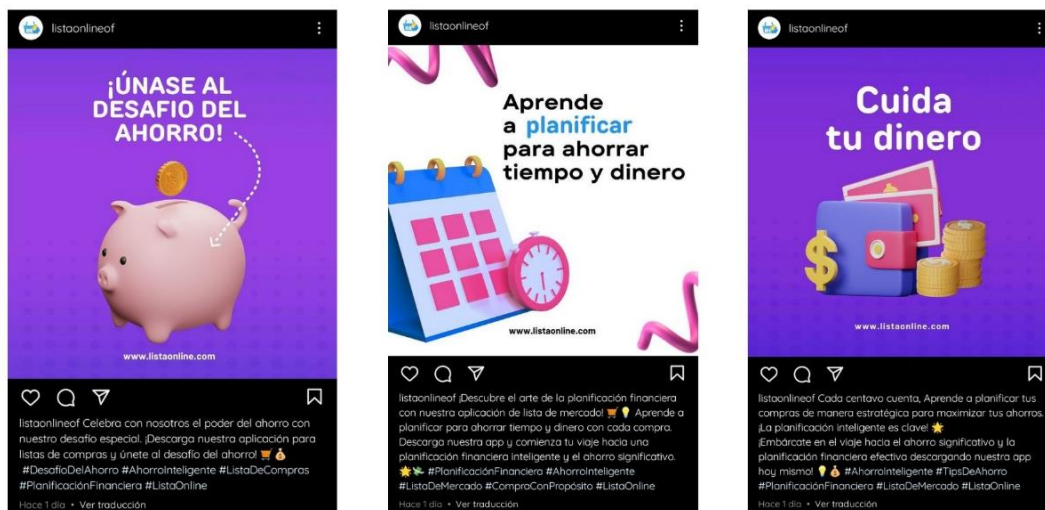 listaonlineof
¡ÚNASE AL
DESAFIO DEL
AHORRO!
www.listaonline.com
listaonlineof Celebra con nosotros el poder del ahorro con
nuestro desafío especial. ¡Descarga nuestra aplicación para
listas de compras y únete al desafío del ahorro! 🛒💰
#DesafíoDelAhorro #AhorroInteligente #ListaDeCompras
#PlanificaciónFinanciera #ListaOnline
Hace 1 día • Ver traducción
listaonlineof
Aprende
a planificar
para ahorrar
tiempo y dinero
www.listaonline.com
listaonlineof ¡Descubre el arte de la planificación financiera
con nuestra aplicación de lista de mercado! 🛒💡 Aprende a
planificar para ahorrar tiempo y dinero con cada compra.
Descarga nuestra app y comienza tu viaje hacia una
planificación financiera inteligente y el ahorro significativo.
🌟💸 #PlanificaciónFinanciera #AhorroInteligente
#ListaDeMercado #CompraConPropósito #ListaOnline
Hace 1 día • Ver traducción
listaonlineof
Cuida
tu dinero
www.listaonline.com
listaonlineof Cada centavo cuenta, Aprende a planificar tus
compras de manera estratégica para maximizar tus ahorros.
¡La planificación inteligente es clave! 🌟
¡Embárcate en el viaje hacia el ahorro significativo y la
planificación financiera efectiva descargando nuestra app
hoy mismo! 💡💰 #AhorroInteligente #TipsDeAhorro
#PlanificaciónFinanciera #ListaDeMercado #ListaOnline
Hace 1 día • Ver traducción